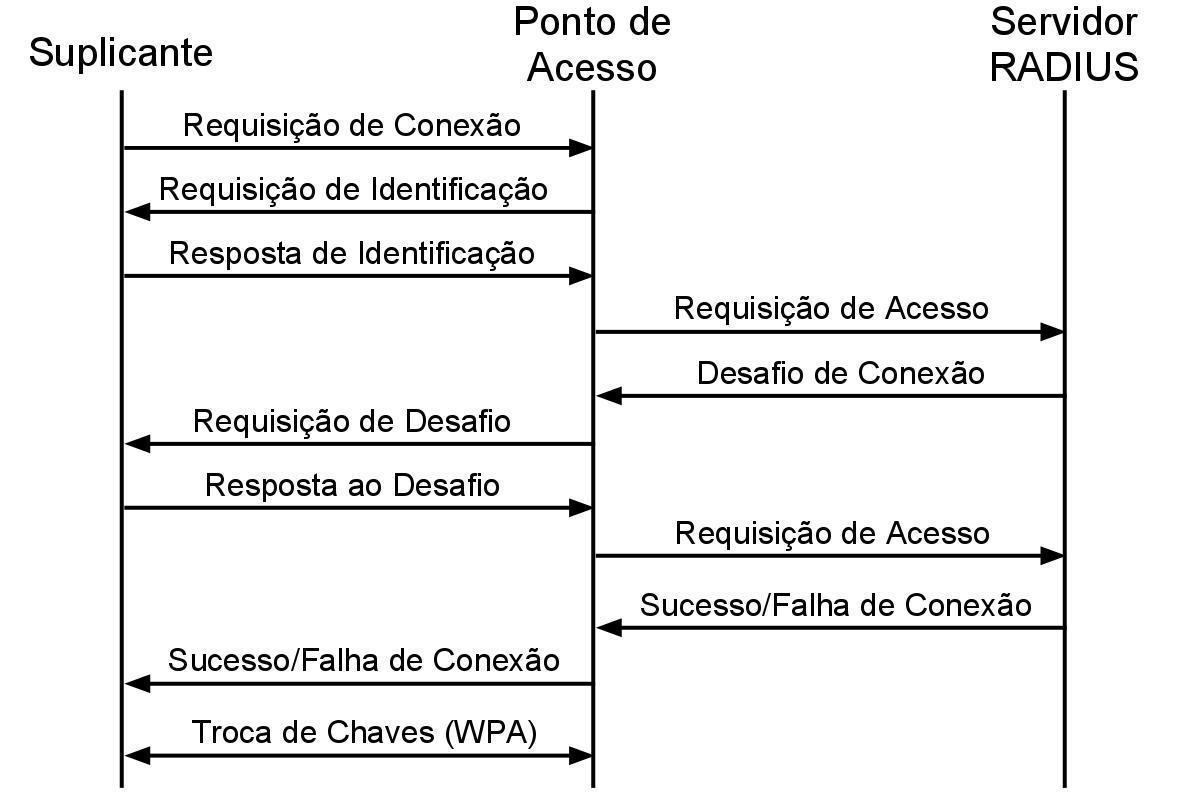 Suplicante
Ponto de
Acesso
Servidor
RADIUS
Requisição de Conexão
Requisição de Identificação
Resposta de Identificação
Requisição de Acesso
Desafio de Conexão
Requisição de Desafio
Resposta ao Desafio
Requisição de Acesso
Sucesso/Falha de Conexão
Sucesso/Falha de Conexão
Troca de Chaves (WPA)